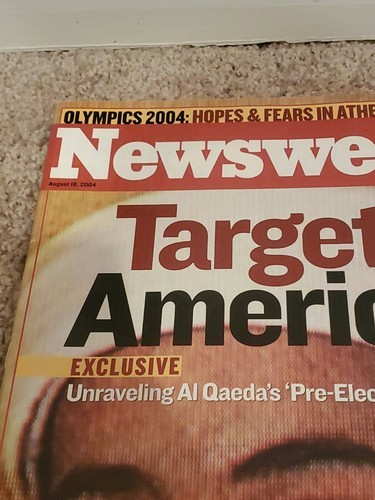 OLYMPICS 2004: HOPES & FEARS IN ATHE
Newswe
August 16, 2004
Target
Americ
EXCLUSIVE
Unraveling Al Qaeda's 'Pre-Elec